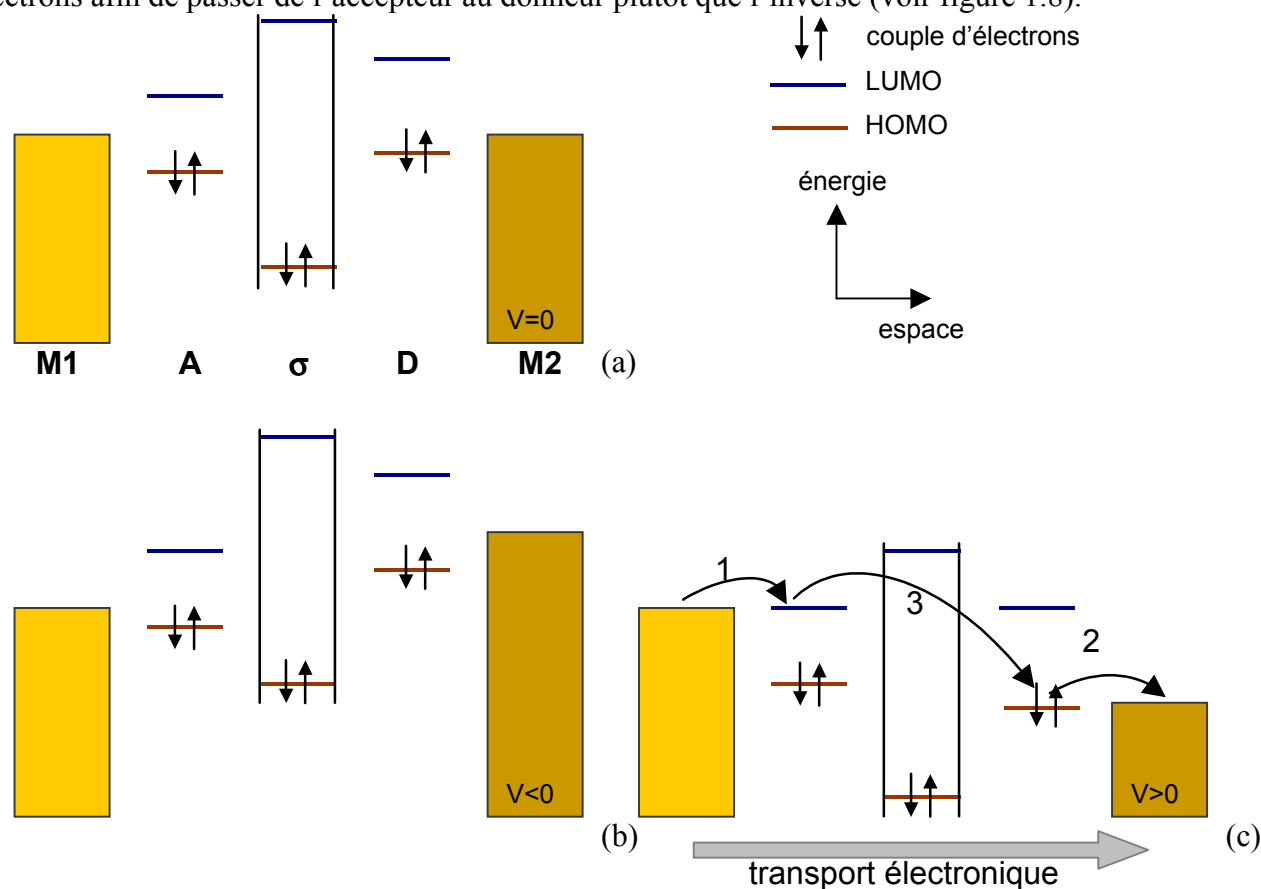 afin de passer de l'accepteur au donneur plutôt que l'inverse (voir figure 1.8).
couple d'électrons
LUMO
HOMO
énergie
espace
V=0
M1 A σ D M2 (a)
1
3
2
V<0
V>0
(b)
(c)
transport électronique